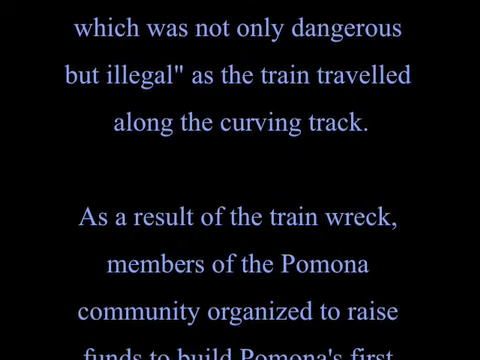 which was not only dangerous
but illegal" as the train travelled
along the curving track.
As a result of the train wreck,
members of the Pomona
community organized to raise
funds to build Pomona's first